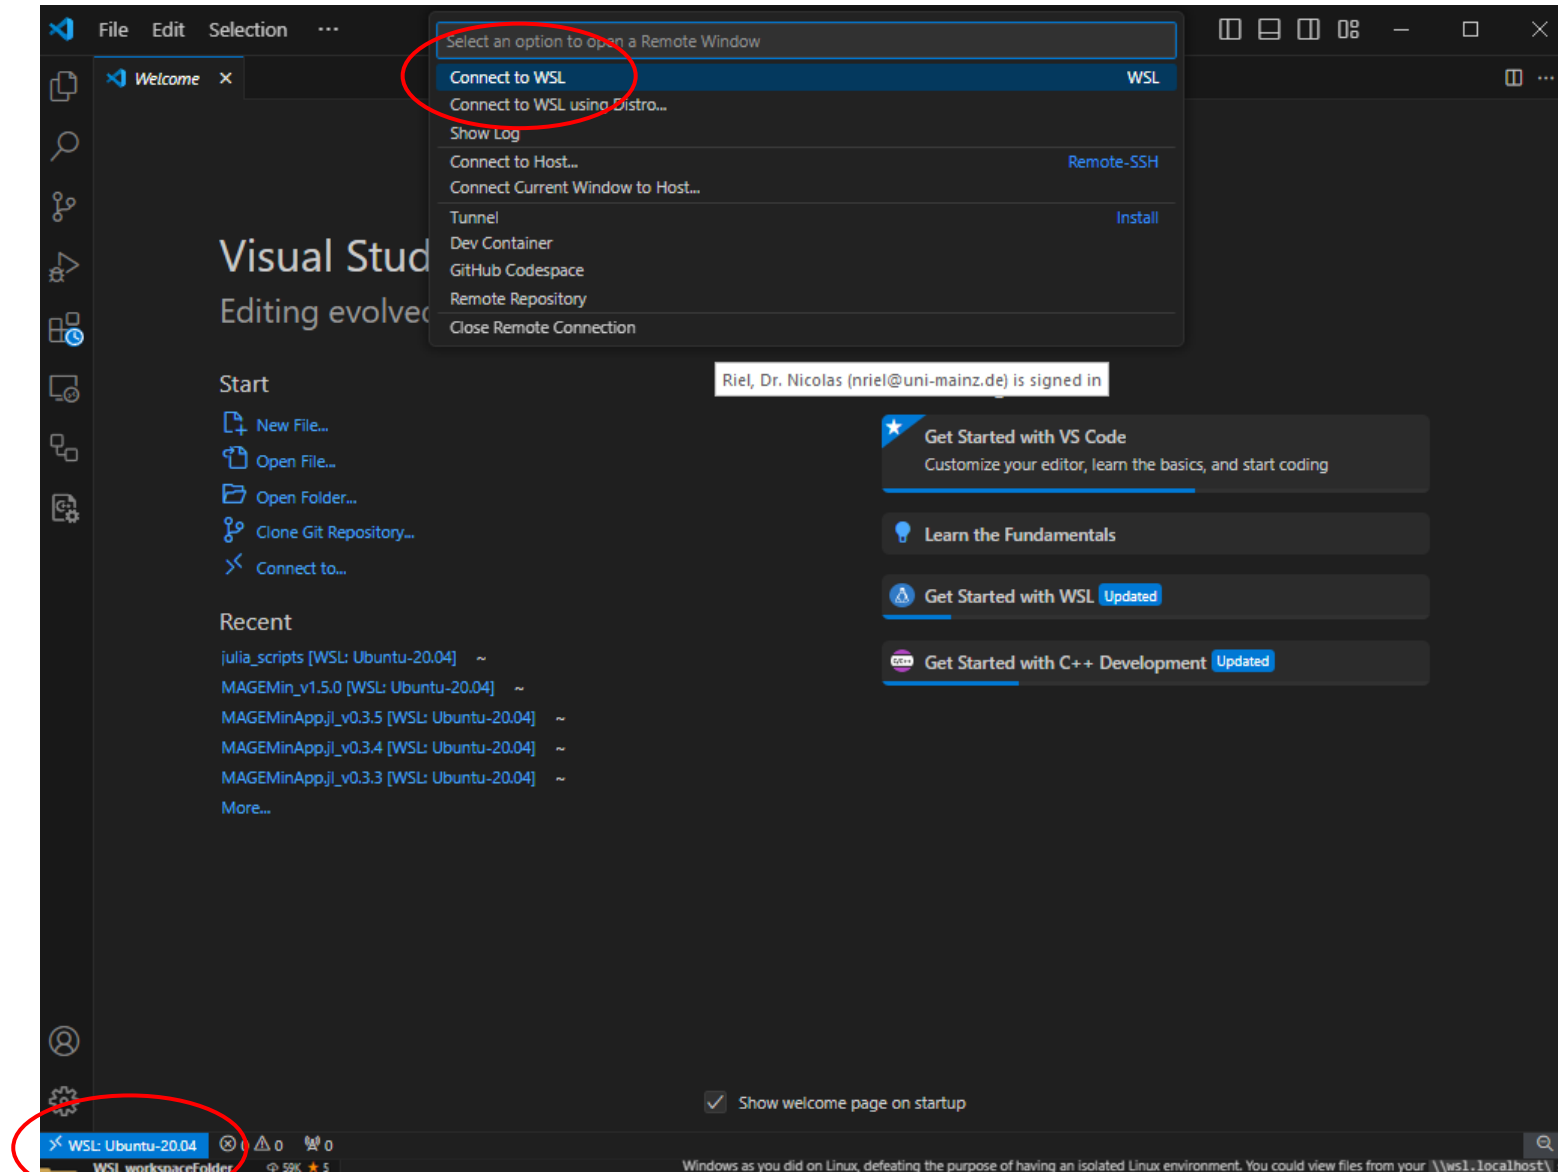 File Edit Selection ···
Select an option to open a Remote Window
Connect to WSL WSL
Connect to WSL using Distro...
Show Log
Connect to Host... Remote-SSH
Connect Current Window to Host...
Tunnel Install
Dev Container
GitHub Codespace
Remote Repository
Close Remote Connection
Welcome
Visual Stud
Editing evolved
Riel, Dr. Nicolas (nriel@uni-mainz.de) is signed in
Start
New File...
Open File...
Open Folder...
Clone Git Repository...
Connect to...
Recent
julia_scripts [WSL: Ubuntu-20.04] ~
MAGEMin_v1.5.0 [WSL: Ubuntu-20.04] ~
MAGEMinApp.jl_v0.3.5 [WSL: Ubuntu-20.04] ~
MAGEMinApp.jl_v0.3.4 [WSL: Ubuntu-20.04] ~
MAGEMinApp.jl_v0.3.3 [WSL: Ubuntu-20.04] ~
More...
Get Started with VS Code
Customize your editor, learn the basics, and start coding
Learn the Fundamentals
Get Started with WSL Updated
Get Started with C++ Development Updated
Show welcome page on startup
WSL: Ubuntu-20.04 0 0 0
WSL workspaceFolder 59K ★ 5
Windows as you did on Linux, defeating the purpose of having an isolated Linux environment. You could view files from your \\wsl.localhost\